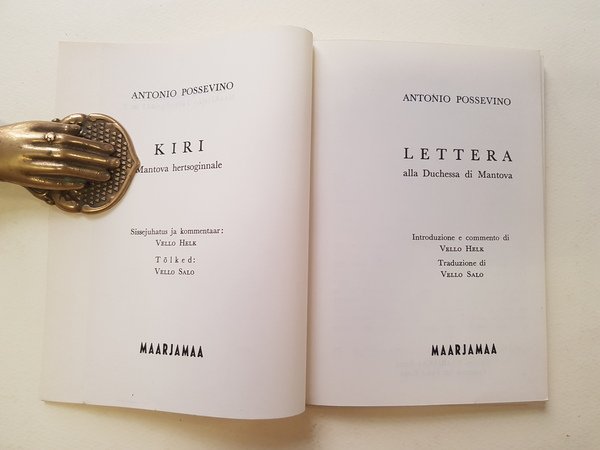 ANTONIO POSSEVINO
KIRI
Mantova hertsoginnale
Sissejuhatus ja kommentaar:
VELLO HELK
Tõlked:
VELLO SALO
MAARJAMAA
ANTONIO POSSEVINO
LETTERA
alla Duchessa di Mantova
Introduzione e commento di
VELLO HELK
Traduzione di
VELLO SALO
MAARJAMAA